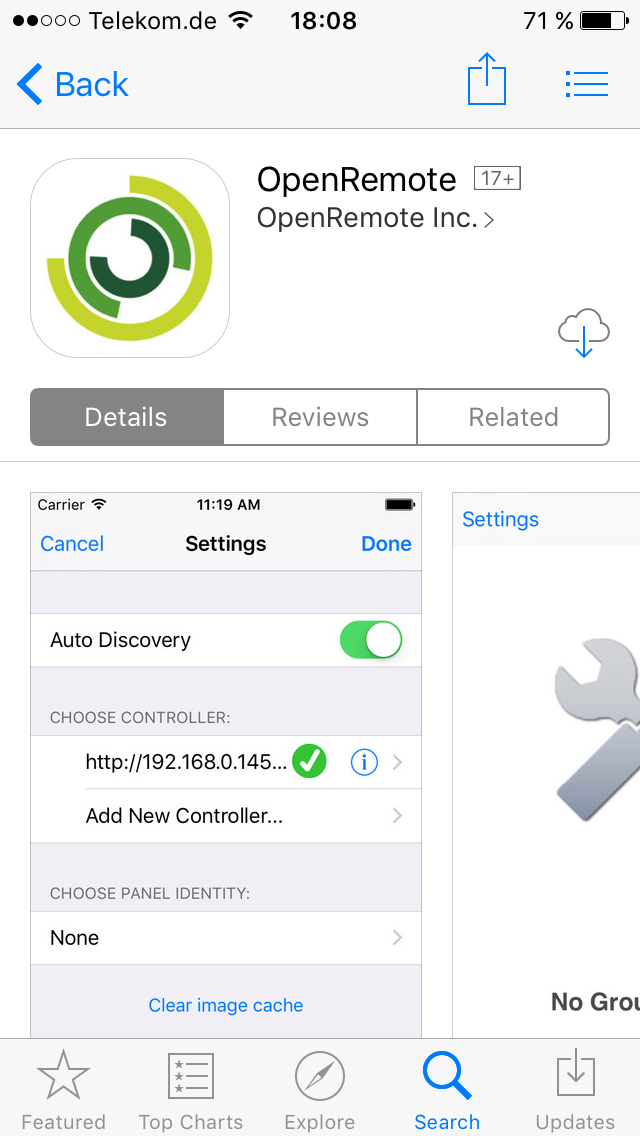 Telekom.de 18:08 71 %
Back
OpenRemote 17+
OpenRemote Inc.
Details Reviews Related
Carrier 11:19 AM
Cancel Settings Done
Settings
Auto Discovery
CHOOSE CONTROLLER:
http://192.168.0.145...
Add New Controller...
CHOOSE PANEL IDENTITY:
None
Clear image cache
No Grou
Featured Top Charts Explore Search Updates